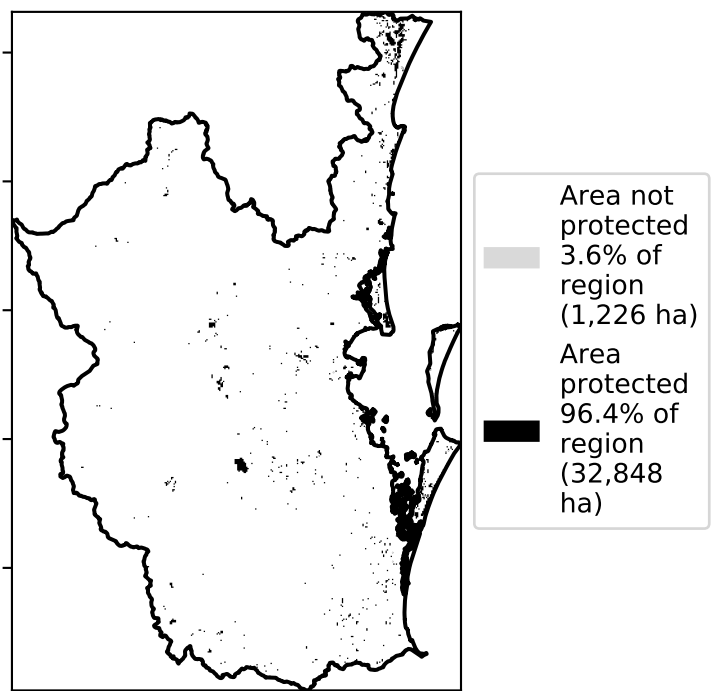 Area not
protected
3.6% of
region
(1,226 ha)
Area
protected
96.4% of
region
(32,848
ha)